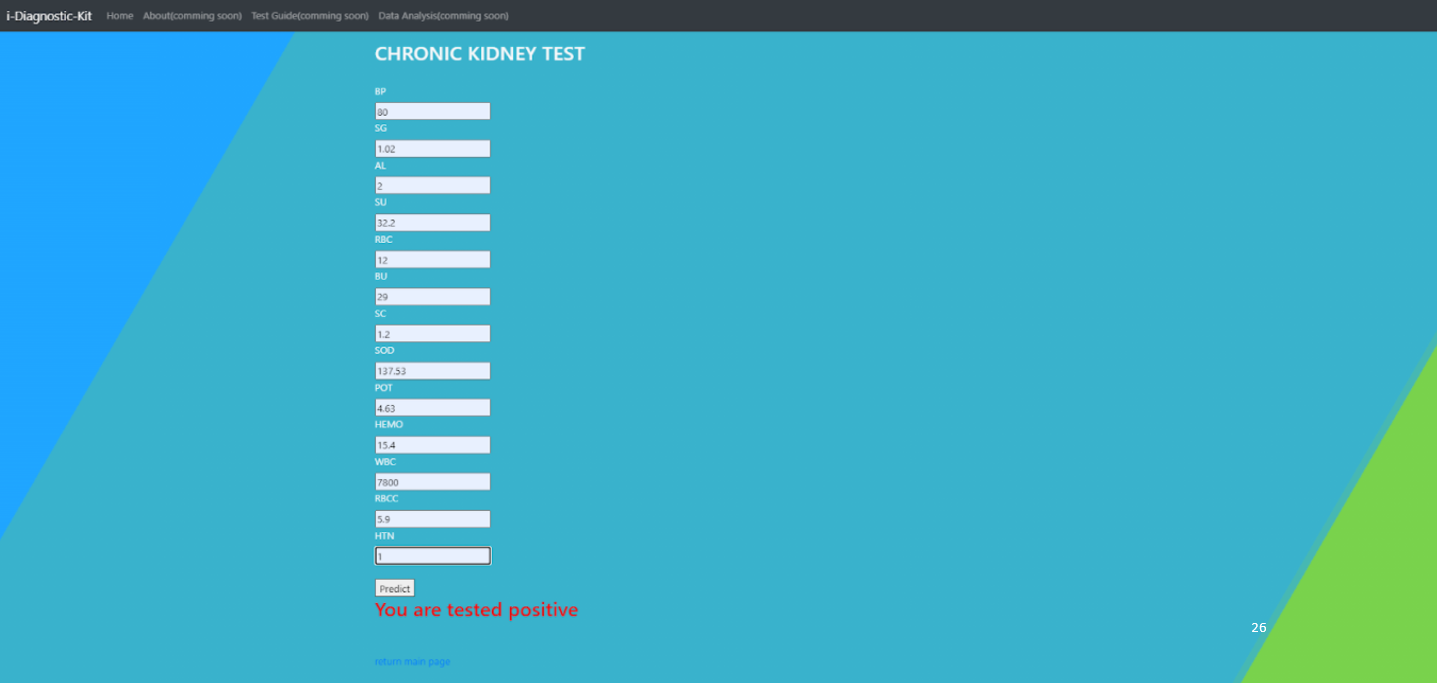 i-Diagnostic-Kit Home About(comming soon) Test Guide(comming soon) Data Analysis(comming soon)
CHRONIC KIDNEY TEST
BP
80
SG
1.02
AL
2
SU
32.2
RBC
12
BU
29
SC
1.2
SOD
137.53
POT
4.63
HEMO
15.4
WBC
7800
RBCC
5.9
HTN
1
Predict
You are tested positive
26
return main page